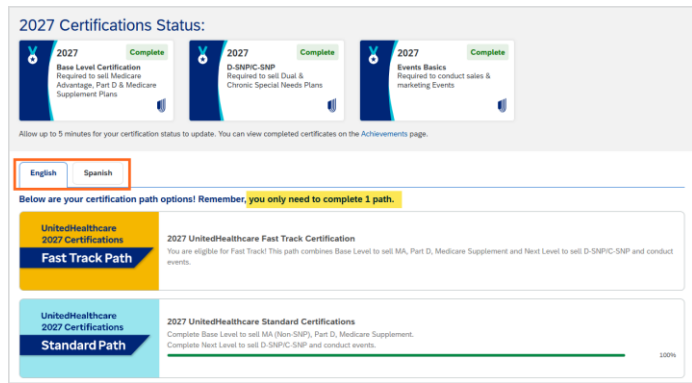 2027 Certifications Status:
2027
Complete
Base Level Certification
Required to sell Medicare
Advantage, Part D & Medicare
Supplement Plans
2027
Complete
D-SNP/C-SNP
Required to sell Dual &
Chronic Special Needs Plans
2027
Complete
Events Basics
Required to conduct sales &
marketing Events
Allow up to 5 minutes for your certification status to update. You can view completed certificates on the Achievements page.
English
Spanish
Below are your certification path options! Remember, you only need to complete 1 path.
UnitedHealthcare
2027 Certifications
Fast Track Path
2027 UnitedHealthcare Fast Track Certification
You are eligible for Fast Track! This path combines Base Level to sell MA, Part D, Medicare Supplement and Next Level to sell D-SNP/C-SNP and conduct
events.
UnitedHealthcare
2027 Certifications
Standard Path
2027 UnitedHealthcare Standard Certifications
Complete Base Level to sell MA (Non-SNP), Part D, Medicare Supplement.
Complete Next Level to sell D-SNP/C-SNP and conduct events.
100%